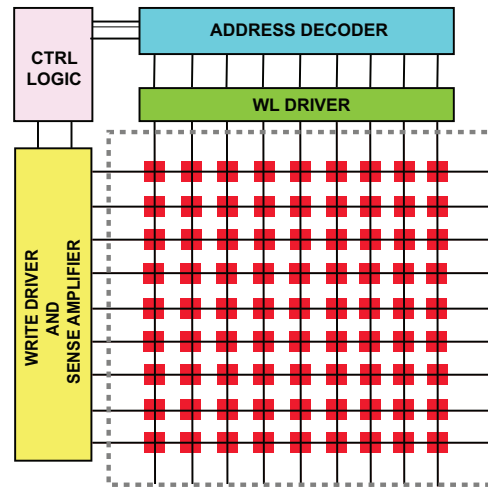 CTRL
LOGIC
ADDRESS DECODER
WL DRIVER
WRITE DRIVER
AND
SENSE AMPLIFIER